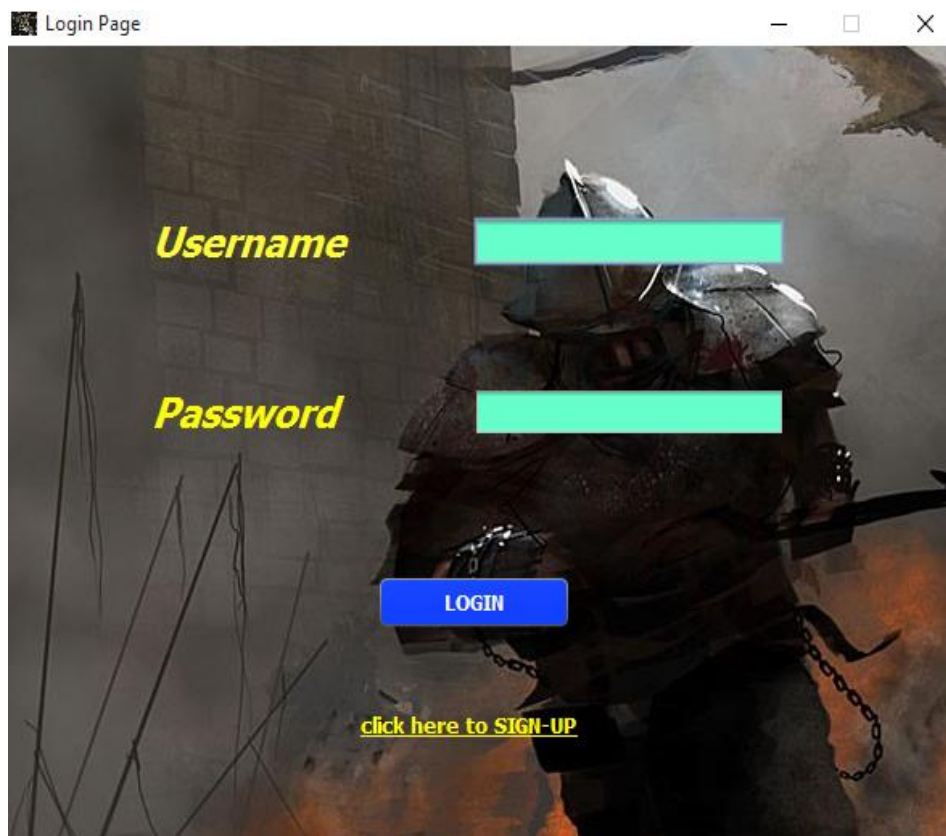 Login Page
Username
Password
LOGIN
click here to SIGN-UP